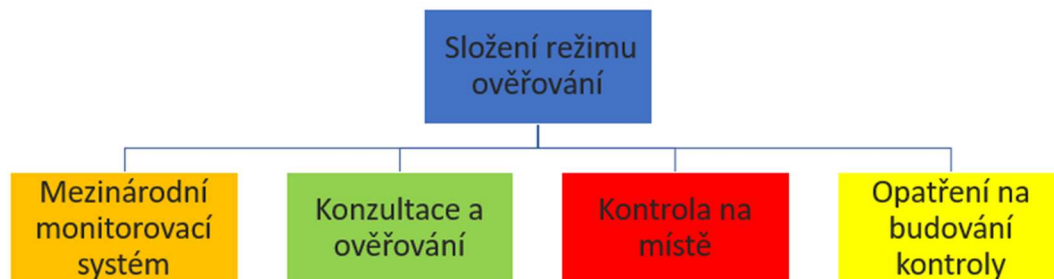 Složení režimu
ověřování
Mezinárodní
monitorovací
systém
Konzultace a
ověřování
Kontrola na
místě
Opatření na
budování
kontroly